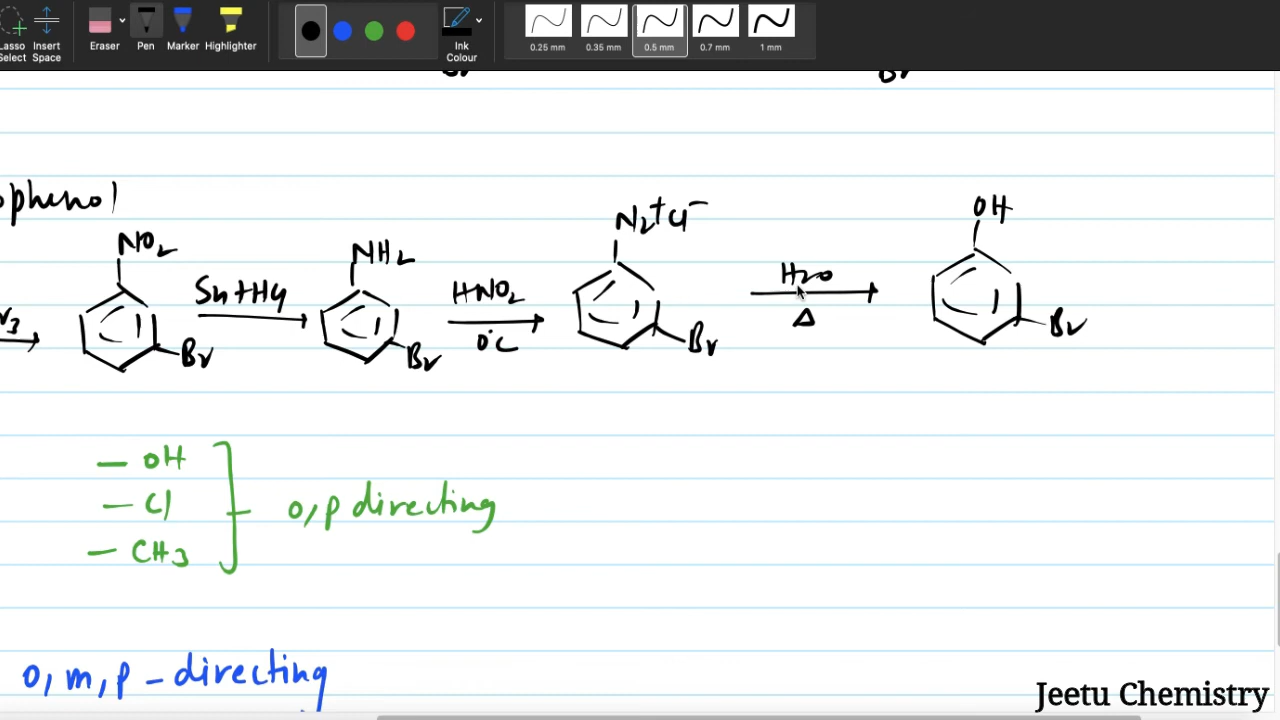 Lasso Select
Insert Space
Eraser
Pen
Marker
Highlighter
Ink Colour
0.25 mm
0.35 mm
0.5 mm
0.7 mm
1 mm
Br
ophenol
NO2
Br
Sn + HCl
NH2
Br
HNO2
0°C
N2+Cl-
Br
H2O
Δ
OH
Br
— OH
— Cl
— CH3
o,p directing
o, m, p - directing
Jeetu Chemistry